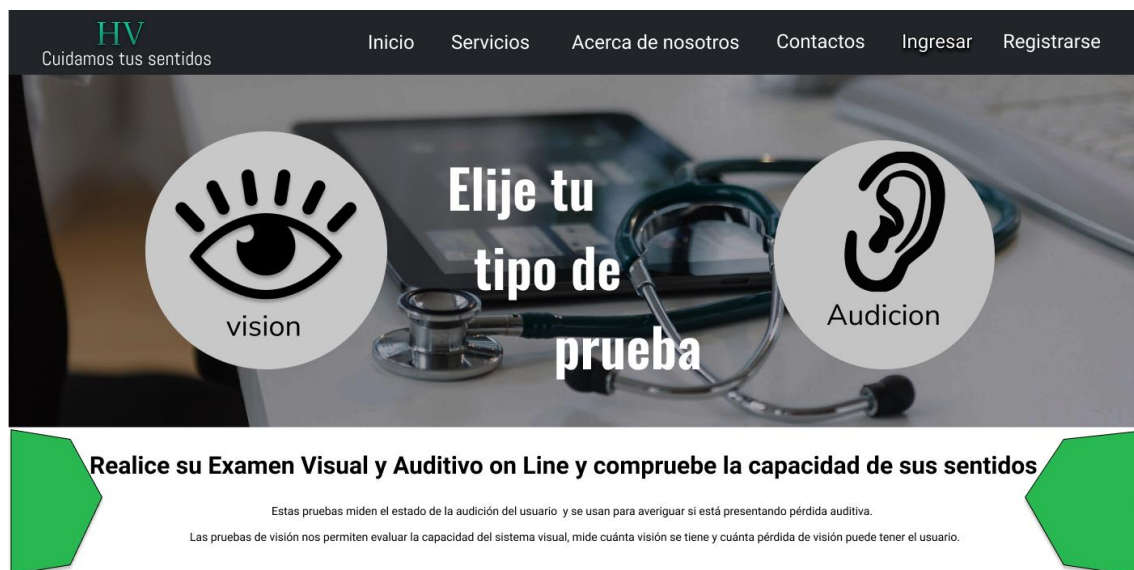 HV
Cuidamos tus sentidos
Inicio Servicios Acerca de nosotros Contactos Ingresar Registrarse
Elije tu
tipo de
prueba
vision
Audicion
Realice su Examen Visual y Auditivo on Line y compruebe la capacidad de sus sentidos
Estas pruebas miden el estado de la audición del usuario y se usan para averiguar si está presentando pérdida auditiva.
Las pruebas de visión nos permiten evaluar la capacidad del sistema visual, mide cuánta visión se tiene y cuánta pérdida de visión puede tener el usuario.